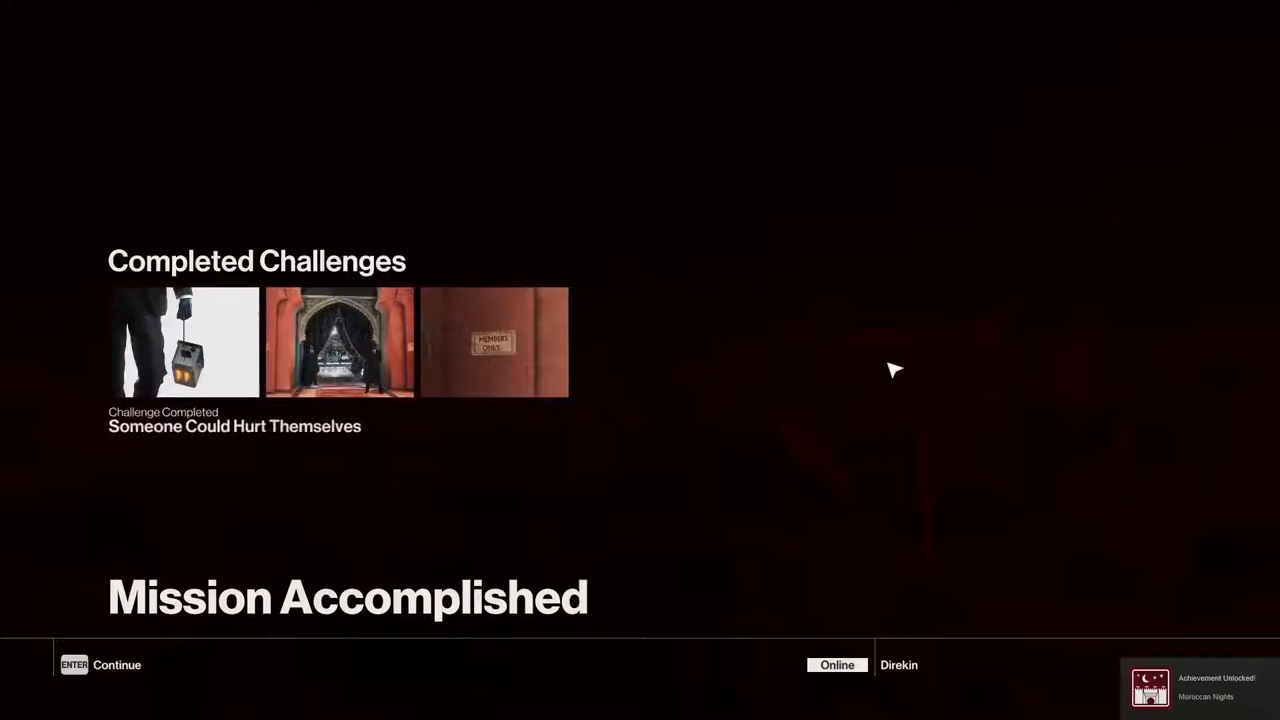 Completed Challenges
MEMBERS
ONLY
Challenge Completed
Someone Could Hurt Themselves
Mission Accomplished
ENTER Continue
Online Direkin
Achievement Unlocked!
Moroccan Nights